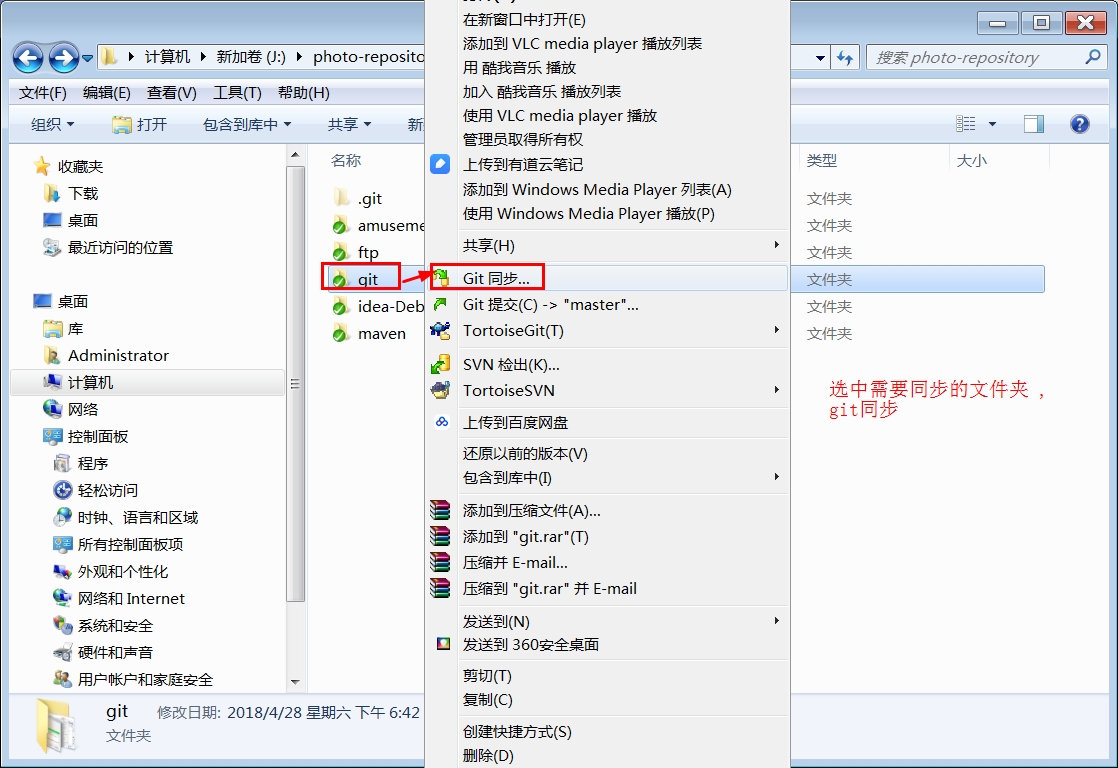 在新窗口中打开(E)
添加到 VLC media player 播放列表
用 酷我音乐 播放
加入 酷我音乐 播放列表
使用 VLC media player 播放
管理员取得所有权
上传到有道云笔记
添加到 Windows Media Player 列表(A)
使用 Windows Media Player 播放(P)
共享(H)
Git 同步...
Git 提交(C) -> "master"...
TortoiseGit(T)
SVN 检出(K)...
TortoiseSVN
上传到百度网盘
还原以前的版本(V)
包含到库中(I)
添加到压缩文件(A)...
添加到 "git.rar"(T)
压缩并 E-mail...
压缩到 "git.rar" 并 E-mail
发送到(N)
发送到 360安全桌面
剪切(T)
复制(C)
创建快捷方式(S)
删除(D)
计算机 新加卷 (J:) photo-reposito
搜索 photo-repository
文件(F) 编辑(E) 查看(V) 工具(T) 帮助(H)
组织 打开 包含到库中 共享 新
收藏夹
下载
桌面
最近访问的位置
桌面
库
Administrator
计算机
网络
控制面板
程序
轻松访问
时钟、语言和区域
所有控制面板项
外观和个性化
网络和 Internet
系统和安全
硬件和声音
用户帐户和家庭安全
名称 类型 大小
.git 文件夹
amuseme 文件夹
ftp 文件夹
git 文件夹
idea-Deb 文件夹
maven 文件夹
选中需要同步的文件夹，
git同步
git 修改日期: 2018/4/28 星期六 下午 6:42
文件夹